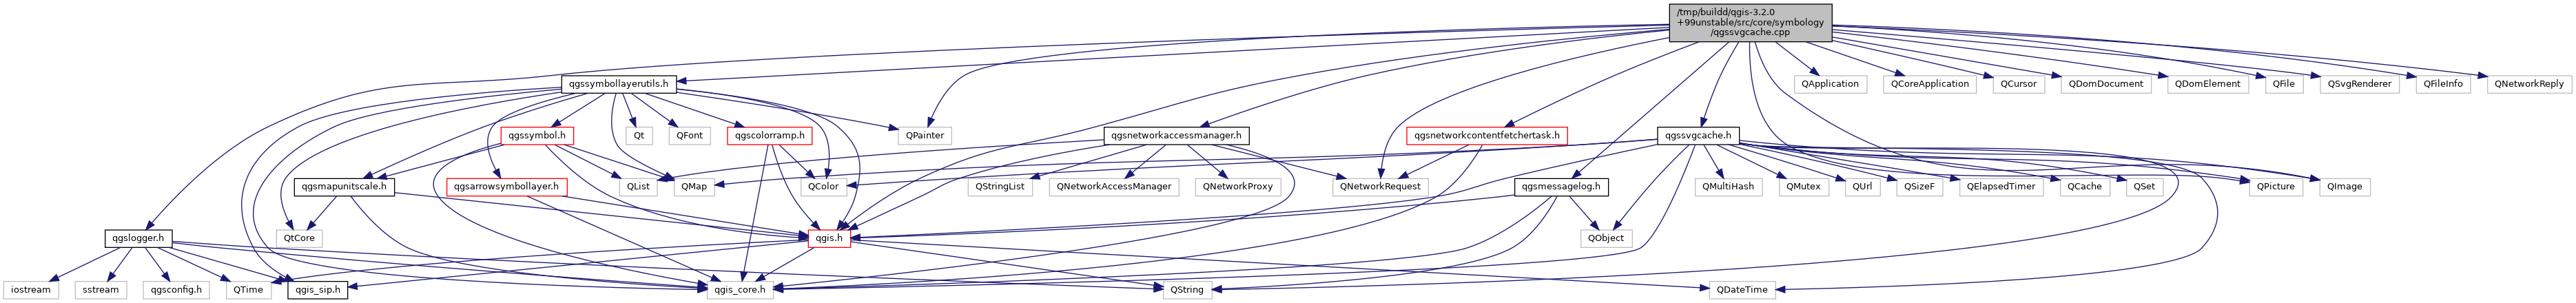 /tmp/buildd/qgis-3.2.0
+99unstable/src/core/symbology
/qgssvgcache.cpp
qgssymbollayerutils.h
QApplication
QCoreApplication
QCursor
QDomDocument
QDomElement
QFile
QSvgRenderer
QFileInfo
QNetworkReply
qgssymbol.h
Qt
QFont
qgscolorramp.h
QPainter
qgsnetworkaccessmanager.h
qgsnetworkcontentfetchertask.h
qgssvgcache.h
qgsmapunitscale.h
qgsarrowsymbollayer.h
QList
QMap
QColor
QStringList
QNetworkAccessManager
QNetworkProxy
QNetworkRequest
qgsmessagelog.h
QMultiHash
QMutex
QUrl
QSizeF
QElapsedTimer
QCache
QSet
QPicture
QImage
qgslogger.h
QtCore
qgis.h
QObject
iostream
sstream
qgsconfig.h
QTime
qgis_sip.h
qgis_core.h
QString
QDateTime